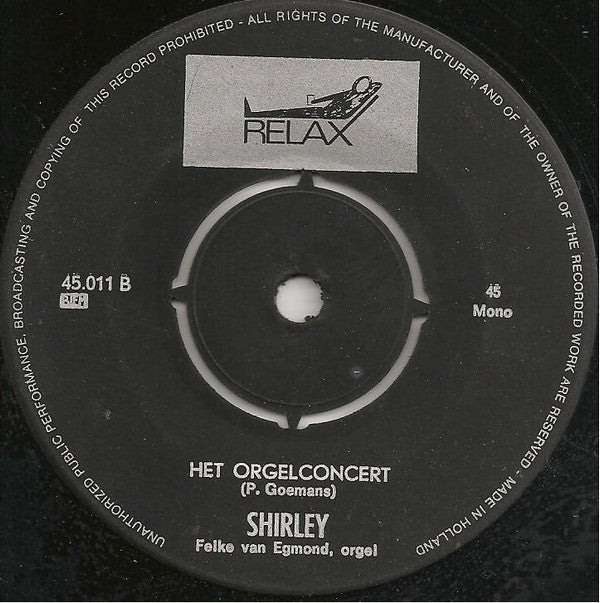 UNAUTHORIZED PUBLIC PERFORMANCE, BROADCASTING AND COPYING OF THIS RECORD PROHIBITED - ALL RIGHTS OF THE MANUFACTURER AND OF THE OWNER OF THE RECORDED WORK ARE RESERVED - MADE IN HOLLAND
RELAX
45.011 B
BIEM
45
Mono
HET ORGELCONCERT
(P. Goemans)
SHIRLEY
Feike van Egmond, orgel